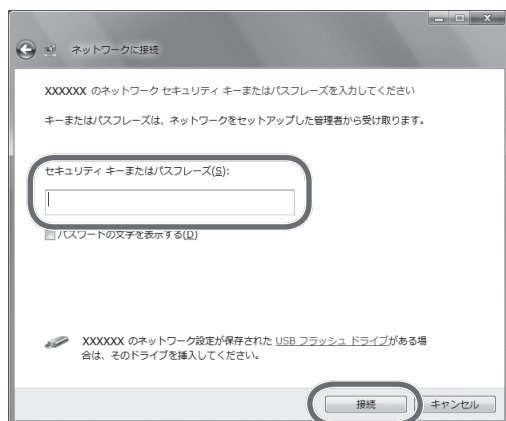 ネットワークに接続
XXXXXX のネットワーク セキュリティ キーまたはパスフレーズを入力してください
キーまたはパスフレーズは、ネットワークをセットアップした管理者から受け取ります。
セキュリティ キーまたはパスフレーズ(S):
パスワードの文字を表示する(D)
XXXXXX のネットワーク設定が保存された USB フラッシュ ドライブがある場
合は、そのドライブを挿入してください。
接続
キャンセル